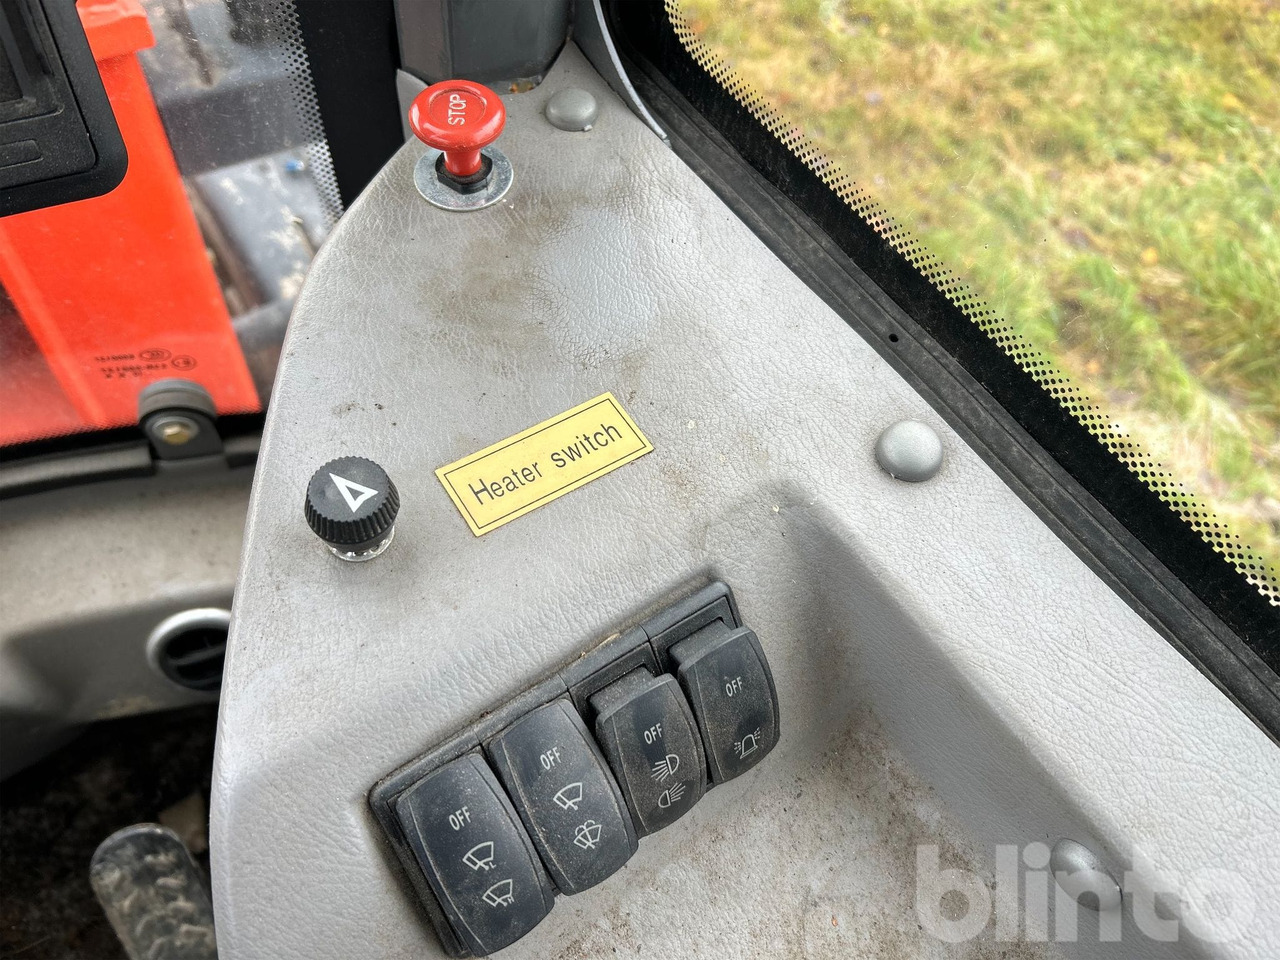 STOP
Heater switch
OFF
OFF
OFF
OFF
L
H
blinto